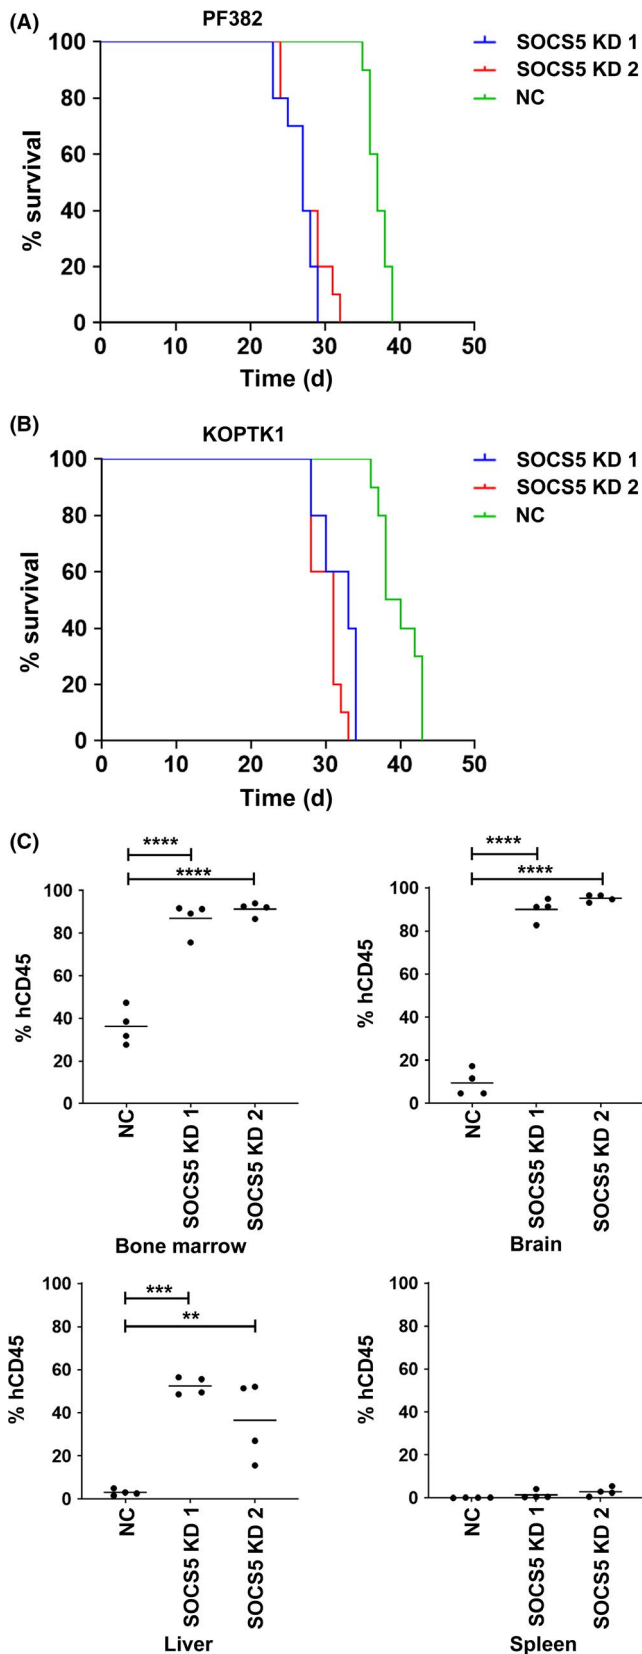 (A)
PF382
SOCS5 KD 1
SOCS5 KD 2
NC
% survival
100
80
60
40
20
0
0 10 20 30 40 50
Time (d)
(B)
KOPTK1
SOCS5 KD 1
SOCS5 KD 2
NC
% survival
100
80
60
40
20
0
0 10 20 30 40 50
Time (d)
(C)
****
****
% hCD45
100
80
60
40
20
0
NC
SOCS5 KD 1
SOCS5 KD 2
Bone marrow
****
****
% hCD45
100
80
60
40
20
0
NC
SOCS5 KD 1
SOCS5 KD 2
Brain
***
**
% hCD45
100
80
60
40
20
0
NC
SOCS5 KD 1
SOCS5 KD 2
Liver
% hCD45
100
80
60
40
20
0
NC
SOCS5 KD 1
SOCS5 KD 2
Spleen